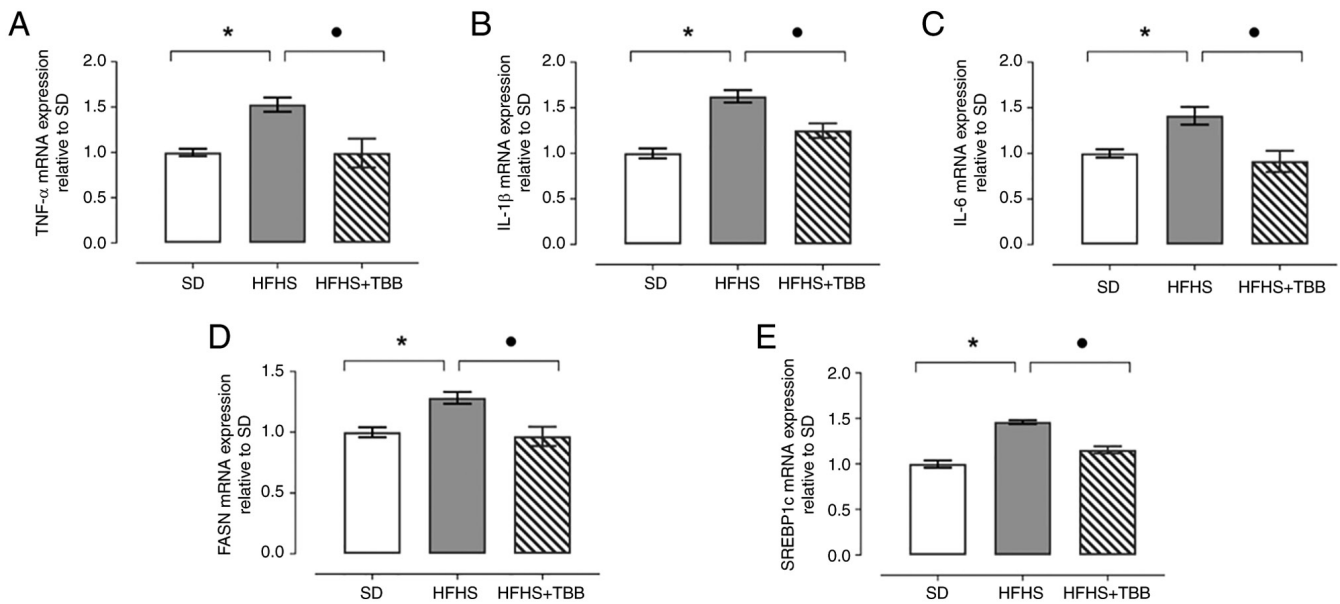 A
TNF-α mRNA expression
relative to SD
2.0
1.5
1.0
0.5
0.0
*
●
SD HFHS HFHS+TBB
B
IL-1β mRNA expression
relative to SD
2.0
1.5
1.0
0.5
0.0
*
●
SD HFHS HFHS+TBB
C
IL-6 mRNA expression
relative to SD
2.0
1.5
1.0
0.5
0.0
*
●
SD HFHS HFHS+TBB
D
FASN mRNA expression
relative to SD
1.5
1.0
0.5
0.0
*
●
SD HFHS HFHS+TBB
E
SREBP1c mRNA expression
relative to SD
2.0
1.5
1.0
0.5
0.0
*
●
SD HFHS HFHS+TBB